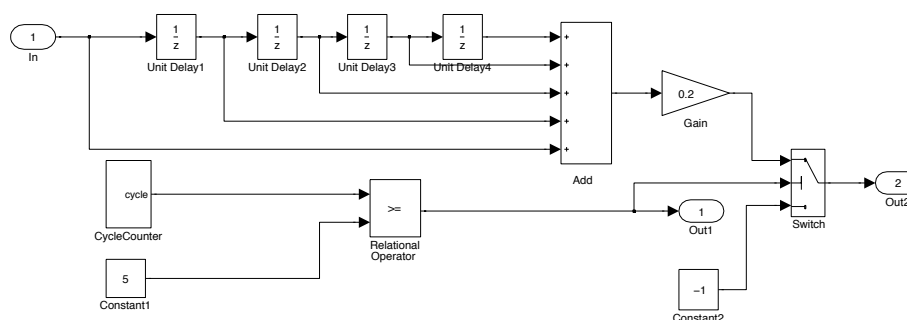 1
In
1
z
Unit Delay1
1
z
Unit Delay2
1
z
Unit Delay3
1
z
Unit Delay4
+
+
+
+
+
Add
0.2
Gain
cycle
CycleCounter
5
Constant1
>=
Relational
Operator
1
Out1
−1
Constant2
Switch
2
Out2